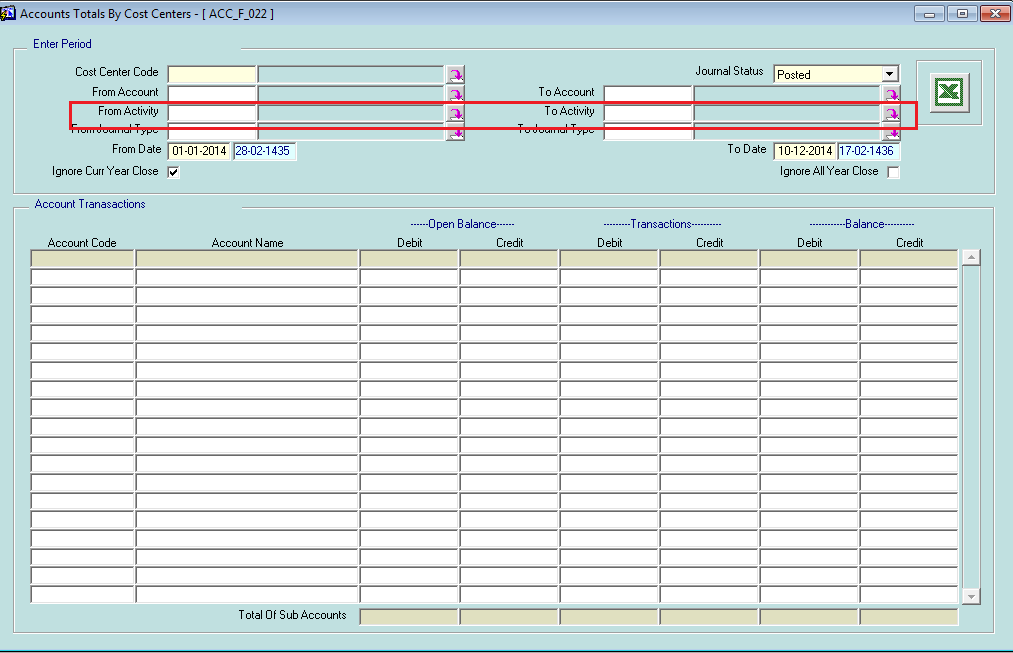 Accounts Totals By Cost Centers - [ ACC_F_022 ]
Enter Period
Cost Center Code Journal Status Posted
From Account To Account
From Activity To Activity
From Journal Type To Journal Type
From Date 01-01-2014 28-02-1435 To Date 10-12-2014 17-02-1436
Ignore Curr Year Close Ignore All Year Close
Account Tranasactions
------Open Balance------ ---------Transactions---------- ------------Balance----------
Account Code Account Name Debit Credit Debit Credit Debit Credit
Total Of Sub Accounts